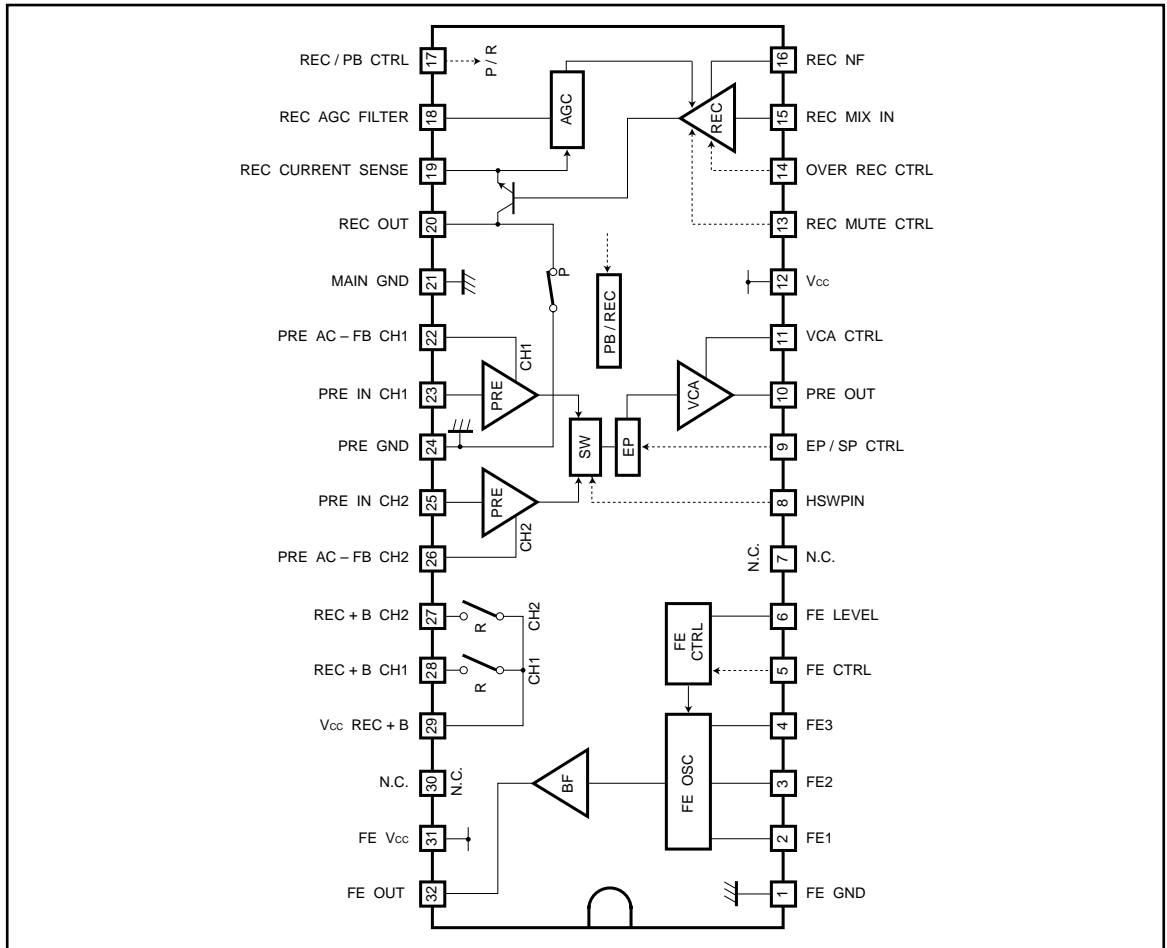 REC / PB CTRL 17
P / R
16 REC NF
REC AGC FILTER 18
AGC
REC
15 REC MIX IN
REC CURRENT SENSE 19
14 OVER REC CTRL
REC OUT 20
13 REC MUTE CTRL
MAIN GND 21
P
PB / REC
12 Vcc
PRE AC – FB CH1 22
CH1
11 VCA CTRL
PRE IN CH1 23
PRE
VCA
10 PRE OUT
PRE GND 24
SW
EP
9 EP / SP CTRL
PRE IN CH2 25
PRE
8 HSWPIN
PRE AC – FB CH2 26
CH2
N.C.
7 N.C.
REC + B CH2 27
R
CH2
FE CTRL
6 FE LEVEL
REC + B CH1 28
R
CH1
5 FE CTRL
Vcc REC + B 29
4 FE3
N.C. 30
N.C.
BF
FE OSC
3 FE2
FE Vcc 31
2 FE1
FE OUT 32
1 FE GND